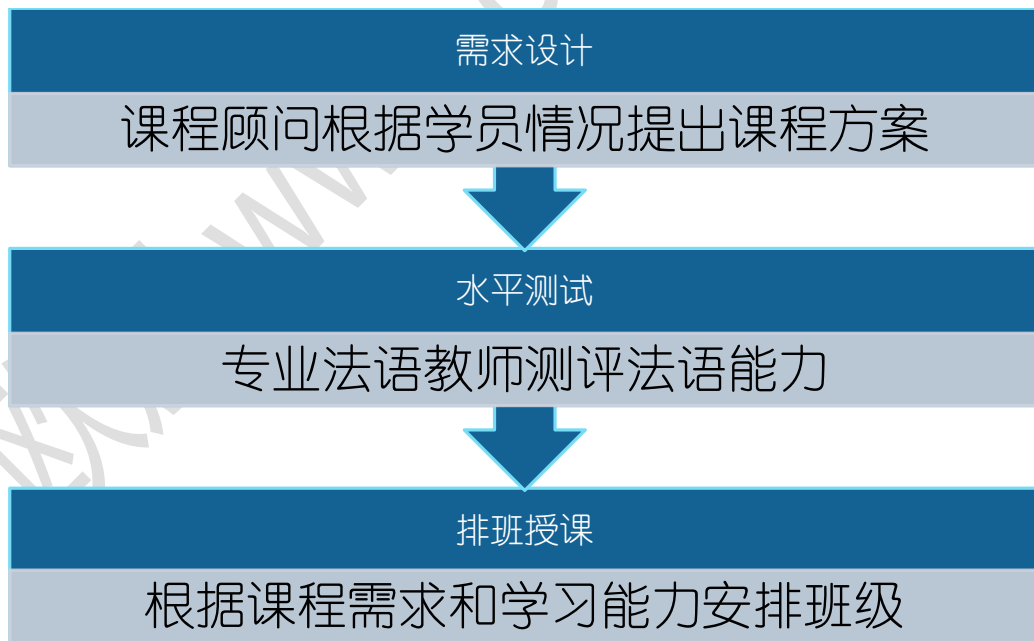 需求设计
课程顾问根据学员情况提出课程方案
水平测试
专业法语教师测评法语能力
排班授课
根据课程需求和学习能力安排班级